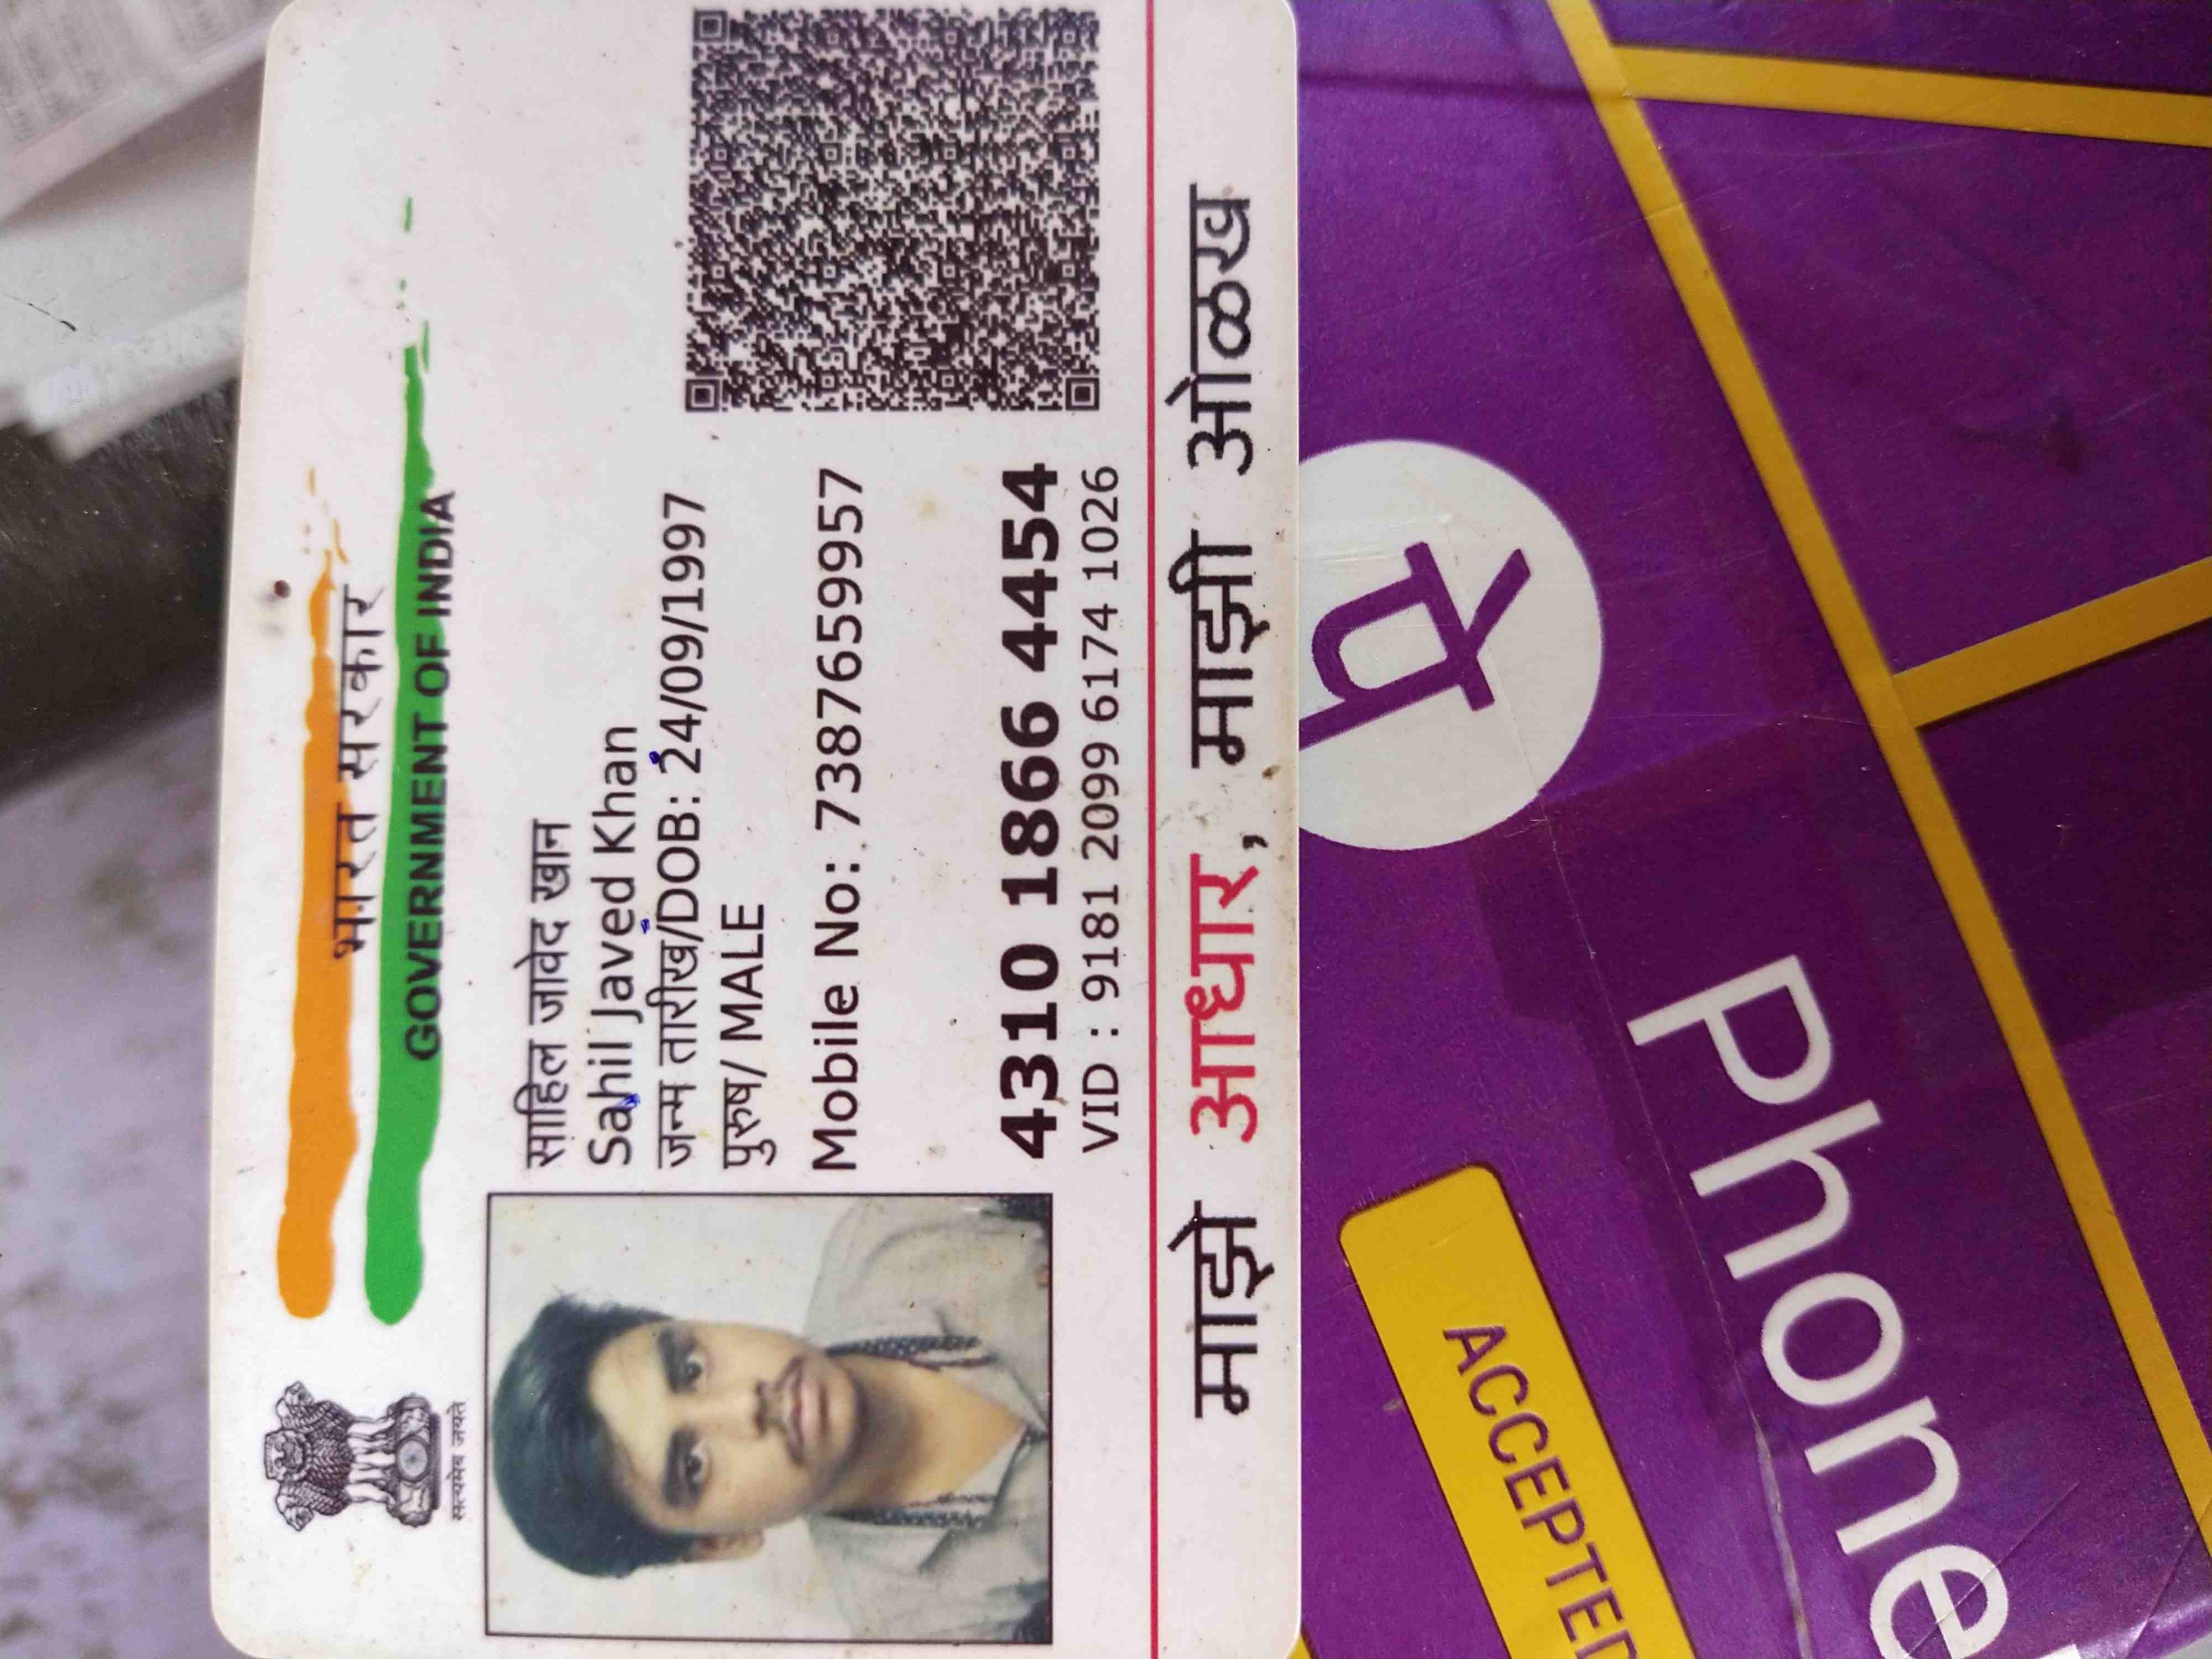 भारत सरकार
GOVERNMENT OF INDIA
सत्यमेव जयते
साहिल जावेद खान
Sahil Javed Khan
जन्म तारीख/DOB: 24/09/1997
पुरुष/ MALE
Mobile No: 7387659957
4310 1866 4454
VID : 9181 2099 6174 1026
माझे आधार, माझी ओळख
पे
Phone
ACCEPTED